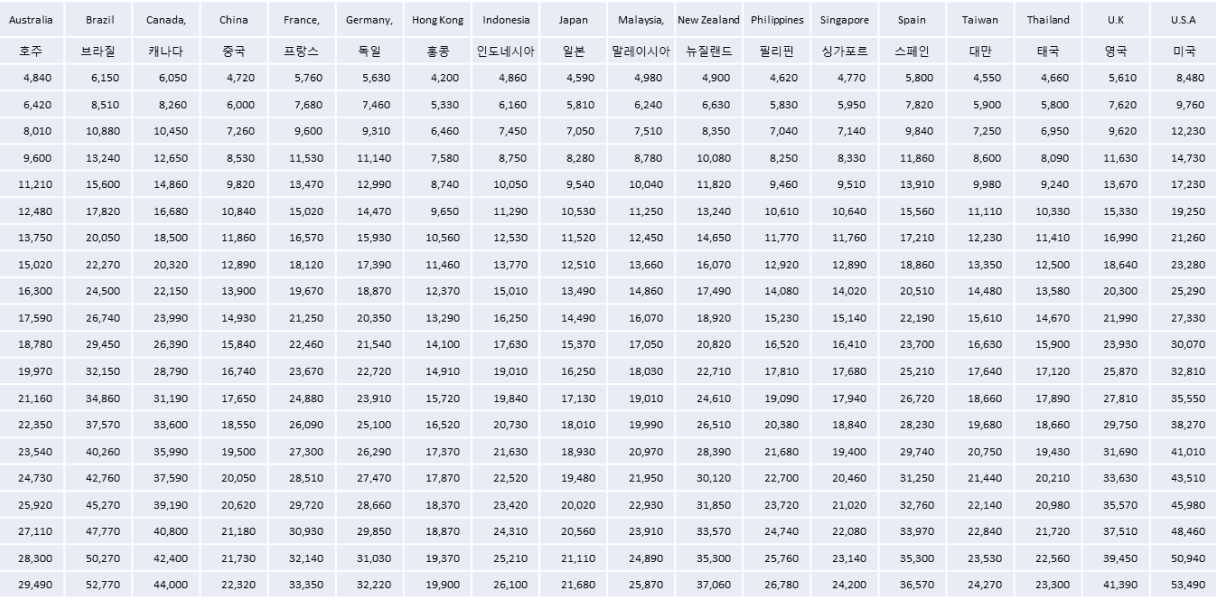 Australia Brazil Canada, China France, Germany, Hong Kong Indonesia Japan Malaysia, New Zealand Philippines Singapore Spain Taiwan Thailand U.K U.S.A
호주 브라질 캐나다 중국 프랑스 독일 홍콩 인도네시아 일본 말레이시아 뉴질랜드 필리핀 싱가포르 스페인 대만 태국 영국 미국
4,840 6,150 6,050 4,720 5,760 5,630 4,200 4,860 4,590 4,980 4,900 4,620 4,770 5,800 4,550 4,660 5,610 8,480
6,420 8,510 8,260 6,000 7,680 7,460 5,330 6,160 5,810 6,240 6,630 5,830 5,950 7,820 5,900 5,800 7,620 9,760
8,010 10,880 10,450 7,260 9,600 9,310 6,460 7,450 7,050 7,510 8,350 7,040 7,140 9,840 7,250 6,950 9,620 12,230
9,600 13,240 12,650 8,530 11,530 11,140 7,580 8,750 8,280 8,780 10,080 8,250 8,330 11,860 8,600 8,090 11,630 14,730
11,210 15,600 14,860 9,820 13,470 12,990 8,740 10,050 9,540 10,040 11,820 9,460 9,510 13,910 9,980 9,240 13,670 17,230
12,480 17,820 16,680 10,840 15,020 14,470 9,650 11,290 10,530 11,250 13,240 10,610 10,640 15,560 11,110 10,330 15,330 19,250
13,750 20,050 18,500 11,860 16,570 15,930 10,560 12,530 11,520 12,450 14,650 11,770 11,760 17,210 12,230 11,410 16,990 21,260
15,020 22,270 20,320 12,890 18,120 17,390 11,460 13,770 12,510 13,660 16,070 12,920 12,890 18,860 13,350 12,500 18,640 23,280
16,300 24,500 22,150 13,900 19,670 18,870 12,370 15,010 13,490 14,860 17,490 14,080 14,020 20,510 14,480 13,580 20,300 25,290
17,590 26,740 23,990 14,930 21,250 20,350 13,290 16,250 14,490 16,070 18,920 15,230 15,140 22,190 15,610 14,670 21,990 27,330
18,780 29,450 26,390 15,840 22,460 21,540 14,100 17,630 15,370 17,050 20,820 16,520 16,410 23,700 16,630 15,900 23,930 30,070
19,970 32,150 28,790 16,740 23,670 22,720 14,910 19,010 16,250 18,030 22,710 17,810 17,680 25,210 17,640 17,120 25,870 32,810
21,160 34,860 31,190 17,650 24,880 23,910 15,720 19,840 17,130 19,010 24,610 19,090 17,940 26,720 18,660 17,890 27,810 35,550
22,350 37,570 33,600 18,550 26,090 25,100 16,520 20,730 18,010 19,990 26,510 20,380 18,840 28,230 19,680 18,660 29,750 38,270
23,540 40,260 35,990 19,500 27,300 26,290 17,370 21,630 18,930 20,970 28,390 21,680 19,400 29,740 20,750 19,430 31,690 41,010
24,730 42,760 37,590 20,050 28,510 27,470 17,870 22,520 19,480 21,950 30,120 22,700 20,460 31,250 21,440 20,210 33,630 43,510
25,920 45,270 39,190 20,620 29,720 28,660 18,370 23,420 20,020 22,930 31,850 23,720 21,020 32,760 22,140 20,980 35,570 45,980
27,110 47,770 40,800 21,180 30,930 29,850 18,870 24,310 20,560 23,910 33,570 24,740 22,080 33,970 22,840 21,720 37,510 48,460
28,300 50,270 42,400 21,730 32,140 31,030 19,370 25,210 21,110 24,890 35,300 25,760 23,140 35,300 23,530 22,560 39,450 50,940
29,490 52,770 44,000 22,320 33,350 32,220 19,900 26,100 21,680 25,870 37,060 26,780 24,200 36,570 24,270 23,300 41,390 53,490